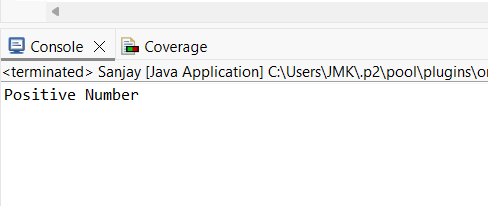 Console Coverage
<terminated> Sanjay [Java Application] C:\Users\JMK\.p2\pool\plugins\o
Positive Number